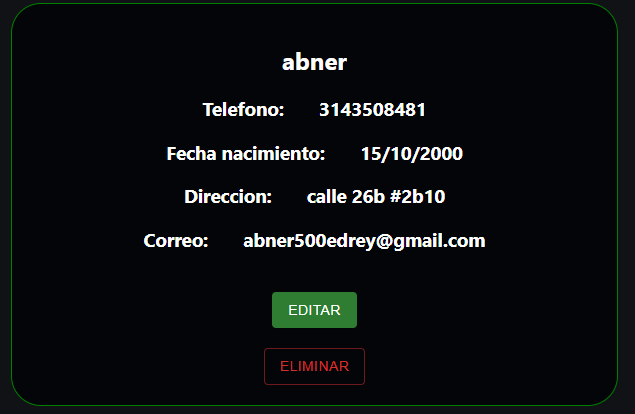 abner
Telefono: 3143508481
Fecha nacimiento: 15/10/2000
Direccion: calle 26b #2b10
Correo: abner500edrey@gmail.com
EDITAR
ELIMINAR